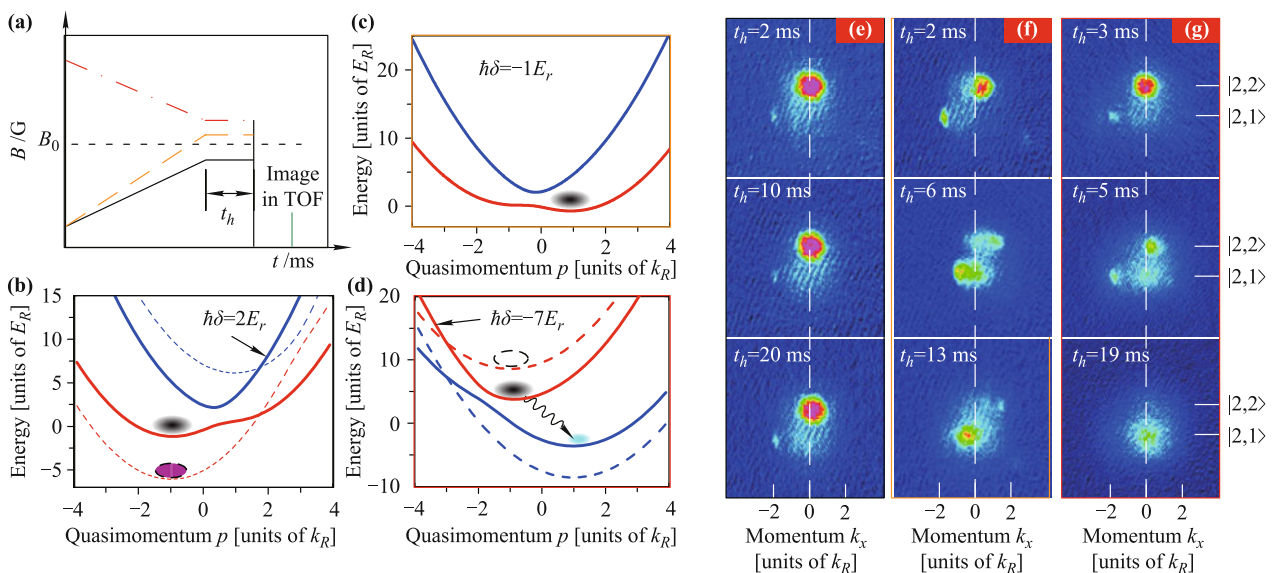 (a)
B /G
B₀
t_h
Image
in TOF
t /ms
(b)
ℏδ=2E_r
Energy [units of E_R]
15
10
5
0
−5
−4 −2 0 2 4
Quasimomentum p [units of k_R]
(c)
ℏδ=−1E_r
Energy [units of E_R]
20
10
0
−4 −2 0 2 4
Quasimomentum p [units of k_R]
(d)
ℏδ=−7E_r
Energy [units of E_R]
20
10
0
−10
−4 −2 0 2 4
Quasimomentum p [units of k_R]
t_h=2 ms (e)
t_h=10 ms
t_h=20 ms
−2 0 2
Momentum k_x
[units of k_R]
t_h=2 ms (f)
t_h=6 ms
t_h=13 ms
−2 0 2
Momentum k_x
[units of k_R]
t_h=3 ms (g)
t_h=5 ms
t_h=19 ms
−2 0 2
Momentum k_x
[units of k_R]
|2,2⟩
|2,1⟩
|2,2⟩
|2,1⟩
|2,2⟩
|2,1⟩